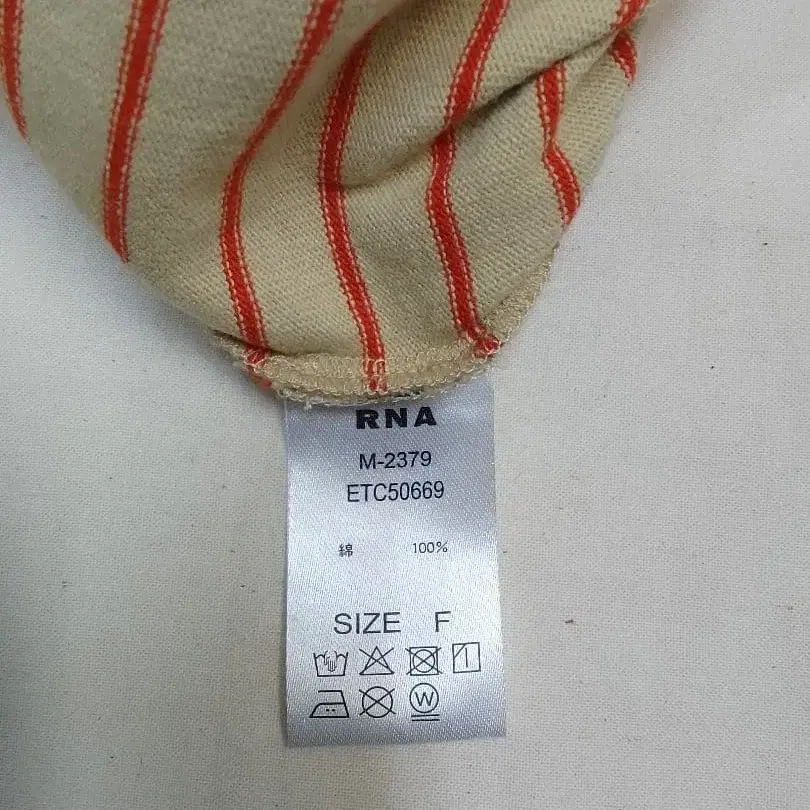 RNA
M-2379
ETC50669
綿 100%
SIZE F
W